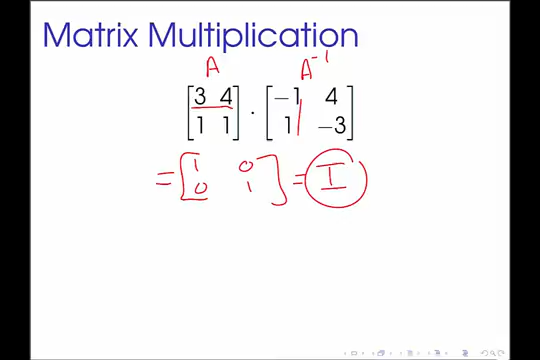 Matrix Multiplication
A A⁻¹
[3 4] · [−1 4]
[1 1] [1 −3]
= [1 0] = I
[0 1]